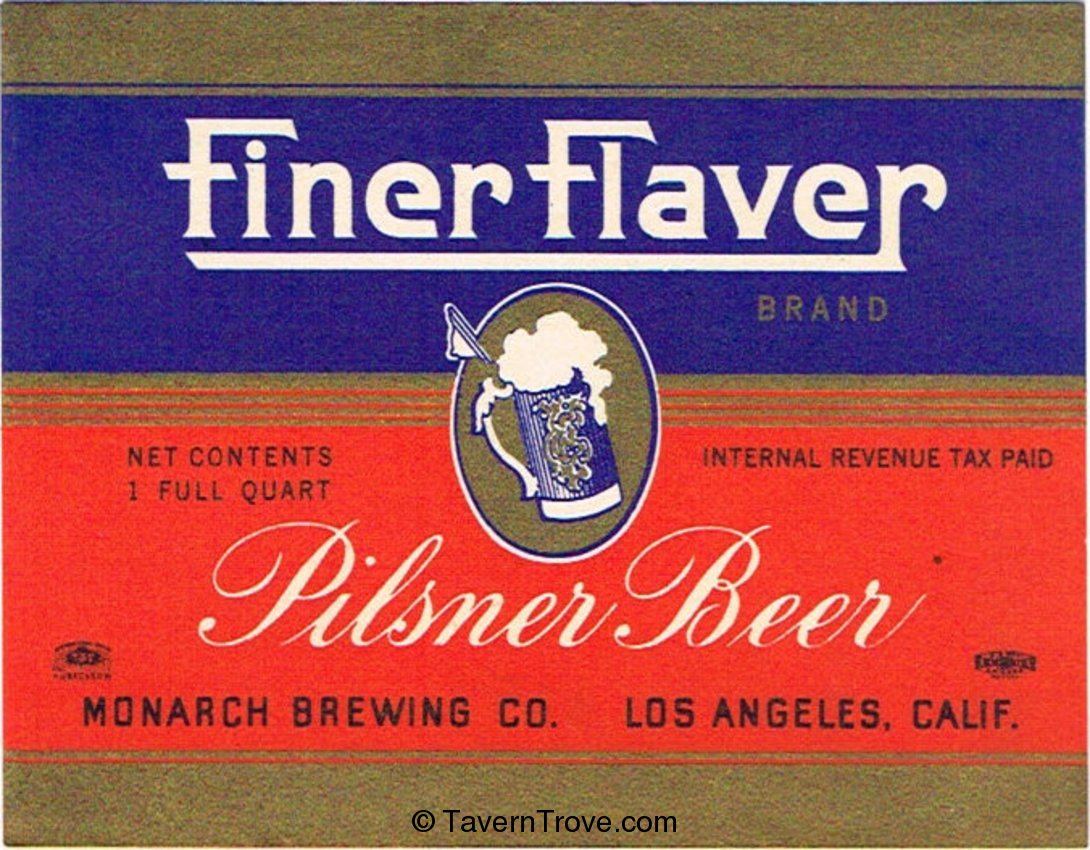 Finer Flaver
BRAND
NET CONTENTS
1 FULL QUART
INTERNAL REVENUE TAX PAID
Pilsner Beer
MONARCH BREWING CO. LOS ANGELES, CALIF.
© TavernTrove.com